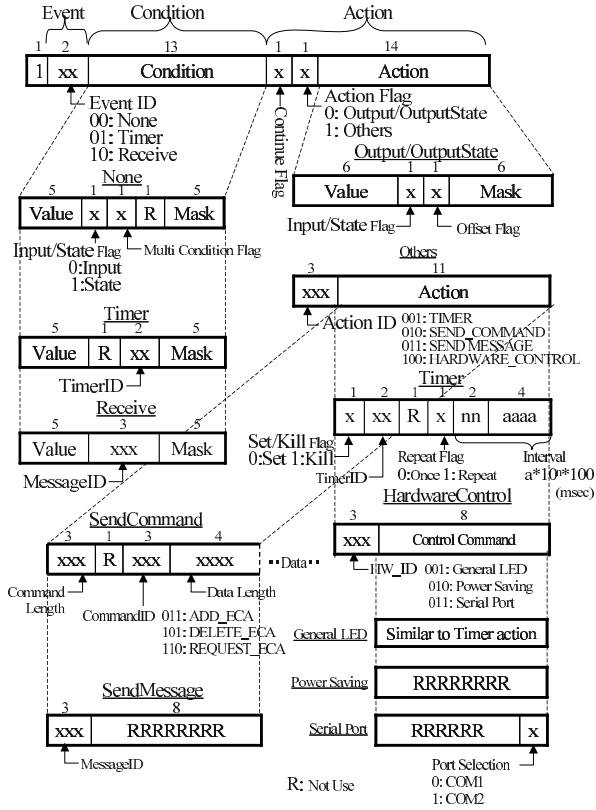 Event Condition Action
1 2 13 1 1 14
1 xx Condition x x Action
Event ID
00: None
01: Timer
10: Receive
Continue Flag
Action Flag
0: Output/OutputState
1: Others
None
5 1 1 1 5
Value x x R Mask
Input/State Flag
0:Input
1:State
Multi Condition Flag
Output/OutputState
6 1 1 6
Value x x Mask
Input/State Flag
Offset Flag
Others
3 11
xxx Action
Action ID
001: TIMER
010: SEND_COMMAND
011: SEND MESSAGE
100: HARDWARE_CONTROL
Timer
5 1 2 5
Value R xx Mask
TimerID
Receive
5 3 5
Value xxx Mask
MessageID
Timer
1 2 1 1 2 4
x xx R x nn aaaa
Set/Kill Flag
0:Set 1:Kill
TimerID
Repeat Flag
0:Once 1: Repeat
Interval
a*10ⁿ*100
(msec)
HardwareControl
3 8
xxx Control Command
HW_ID
001: General LED
010: Power Saving
011: Serial Port
SendCommand
3 1 3 4
xxx R xxx xxxx
Data
Command
Length
CommandID
Data Length
011: ADD_ECA
101: DELETE_ECA
110: REQUEST_ECA
General LED
Similar to Timer action
Power Saving
RRRRRRRR
SendMessage
3 8
xxx RRRRRRRR
MessageID
Serial Port
RRRRRR x
Port Selection
0: COM1
1: COM2
R: Not Use